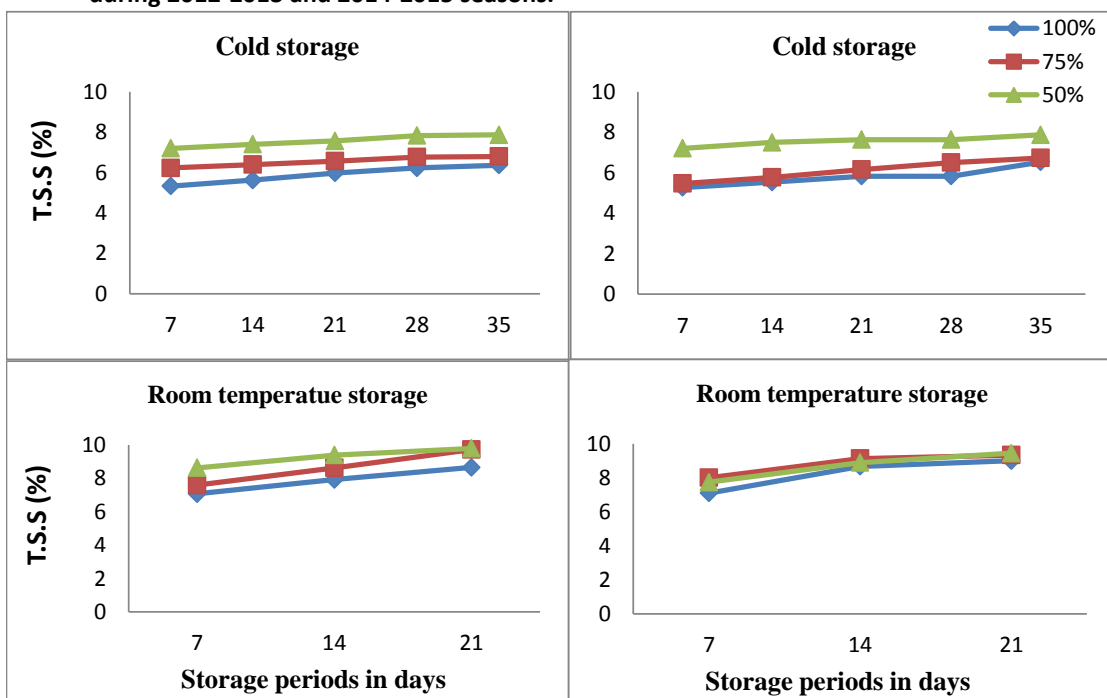 during and seasons.
Cold storage
Cold storage
100%
75%
50%
T.S.S (%)
10
8
6
4
2
0
7 14 21 28 35
10
8
6
4
2
0
7 14 21 28 35
Room temperatue storage
T.S.S (%)
10
8
6
4
2
0
7 14 21
Storage periods in days
Room temperature storage
10
8
6
4
2
0
7 14 21
Storage periods in days